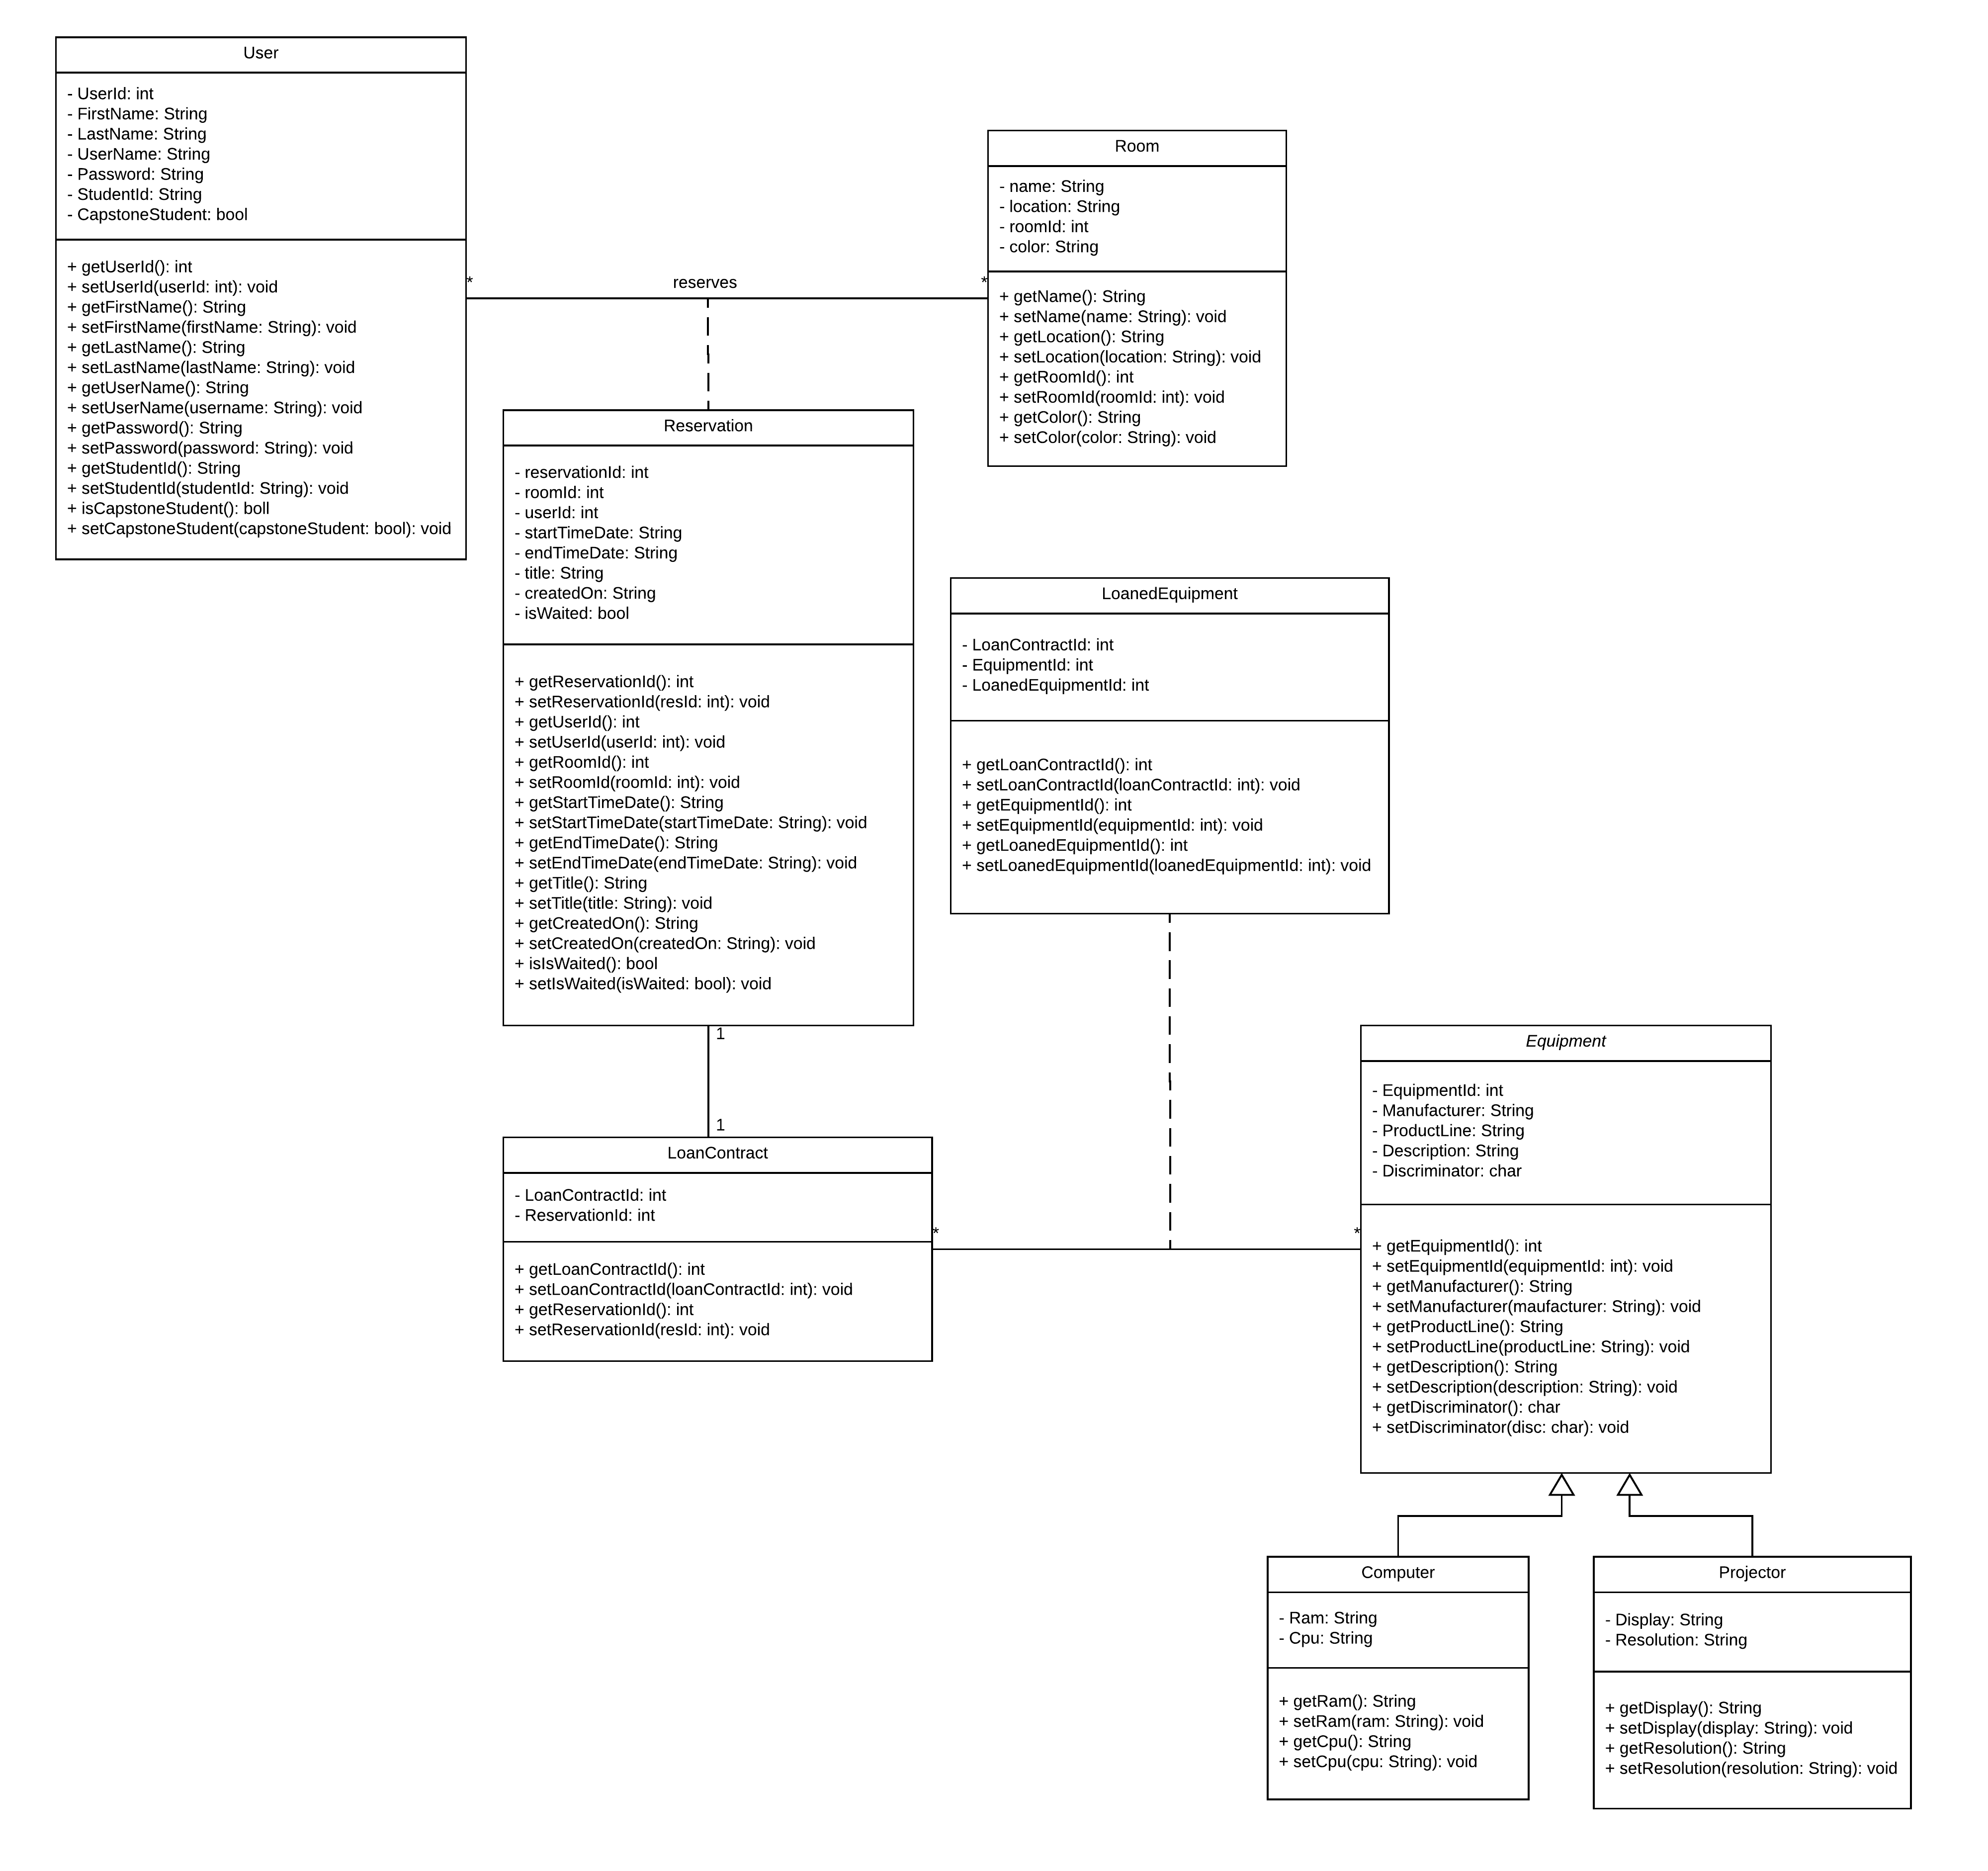 User
- UserId: int
- FirstName: String
- LastName: String
- UserName: String
- Password: String
- StudentId: String
- CapstoneStudent: bool
+ getUserId(): int
+ setUserId(userId: int): void
+ getFirstName(): String
+ setFirstName(firstName: String): void
+ getLastName(): String
+ setLastName(lastName: String): void
+ getUserName(): String
+ setUserName(username: String): void
+ getPassword(): String
+ setPassword(password: String): void
+ getStudentId(): String
+ setStudentId(studentId: String): void
+ isCapstoneStudent(): boll
+ setCapstoneStudent(capstoneStudent: bool): void
*
reserves
*
Room
- name: String
- location: String
- roomId: int
- color: String
+ getName(): String
+ setName(name: String): void
+ getLocation(): String
+ setLocation(location: String): void
+ getRoomId(): int
+ setRoomId(roomId: int): void
+ getColor(): String
+ setColor(color: String): void
Reservation
- reservationId: int
- roomId: int
- userId: int
- startTimeDate: String
- endTimeDate: String
- title: String
- createdOn: String
- isWaited: bool
+ getReservationId(): int
+ setReservationId(resId: int): void
+ getUserId(): int
+ setUserId(userId: int): void
+ getRoomId(): int
+ setRoomId(roomId: int): void
+ getStartTimeDate(): String
+ setStartTimeDate(startTimeDate: String): void
+ getEndTimeDate(): String
+ setEndTimeDate(endTimeDate: String): void
+ getTitle(): String
+ setTitle(title: String): void
+ getCreatedOn(): String
+ setCreatedOn(createdOn: String): void
+ isIsWaited(): bool
+ setIsWaited(isWaited: bool): void
LoanedEquipment
- LoanContractId: int
- EquipmentId: int
- LoanedEquipmentId: int
+ getLoanContractId(): int
+ setLoanContractId(loanContractId: int): void
+ getEquipmentId(): int
+ setEquipmentId(equipmentId: int): void
+ getLoanedEquipmentId(): int
+ setLoanedEquipmentId(loanedEquipmentId: int): void
1
1
LoanContract
- LoanContractId: int
- ReservationId: int
+ getLoanContractId(): int
+ setLoanContractId(loanContractId: int): void
+ getReservationId(): int
+ setReservationId(resId: int): void
*
*
Equipment
- EquipmentId: int
- Manufacturer: String
- ProductLine: String
- Description: String
- Discriminator: char
+ getEquipmentId(): int
+ setEquipmentId(equipmentId: int): void
+ getManufacturer(): String
+ setManufacturer(maufacturer: String): void
+ getProductLine(): String
+ setProductLine(productLine: String): void
+ getDescription(): String
+ setDescription(description: String): void
+ getDiscriminator(): char
+ setDiscriminator(disc: char): void
Computer
- Ram: String
- Cpu: String
+ getRam(): String
+ setRam(ram: String): void
+ getCpu(): String
+ setCpu(cpu: String): void
Projector
- Display: String
- Resolution: String
+ getDisplay(): String
+ setDisplay(display: String): void
+ getResolution(): String
+ setResolution(resolution: String): void